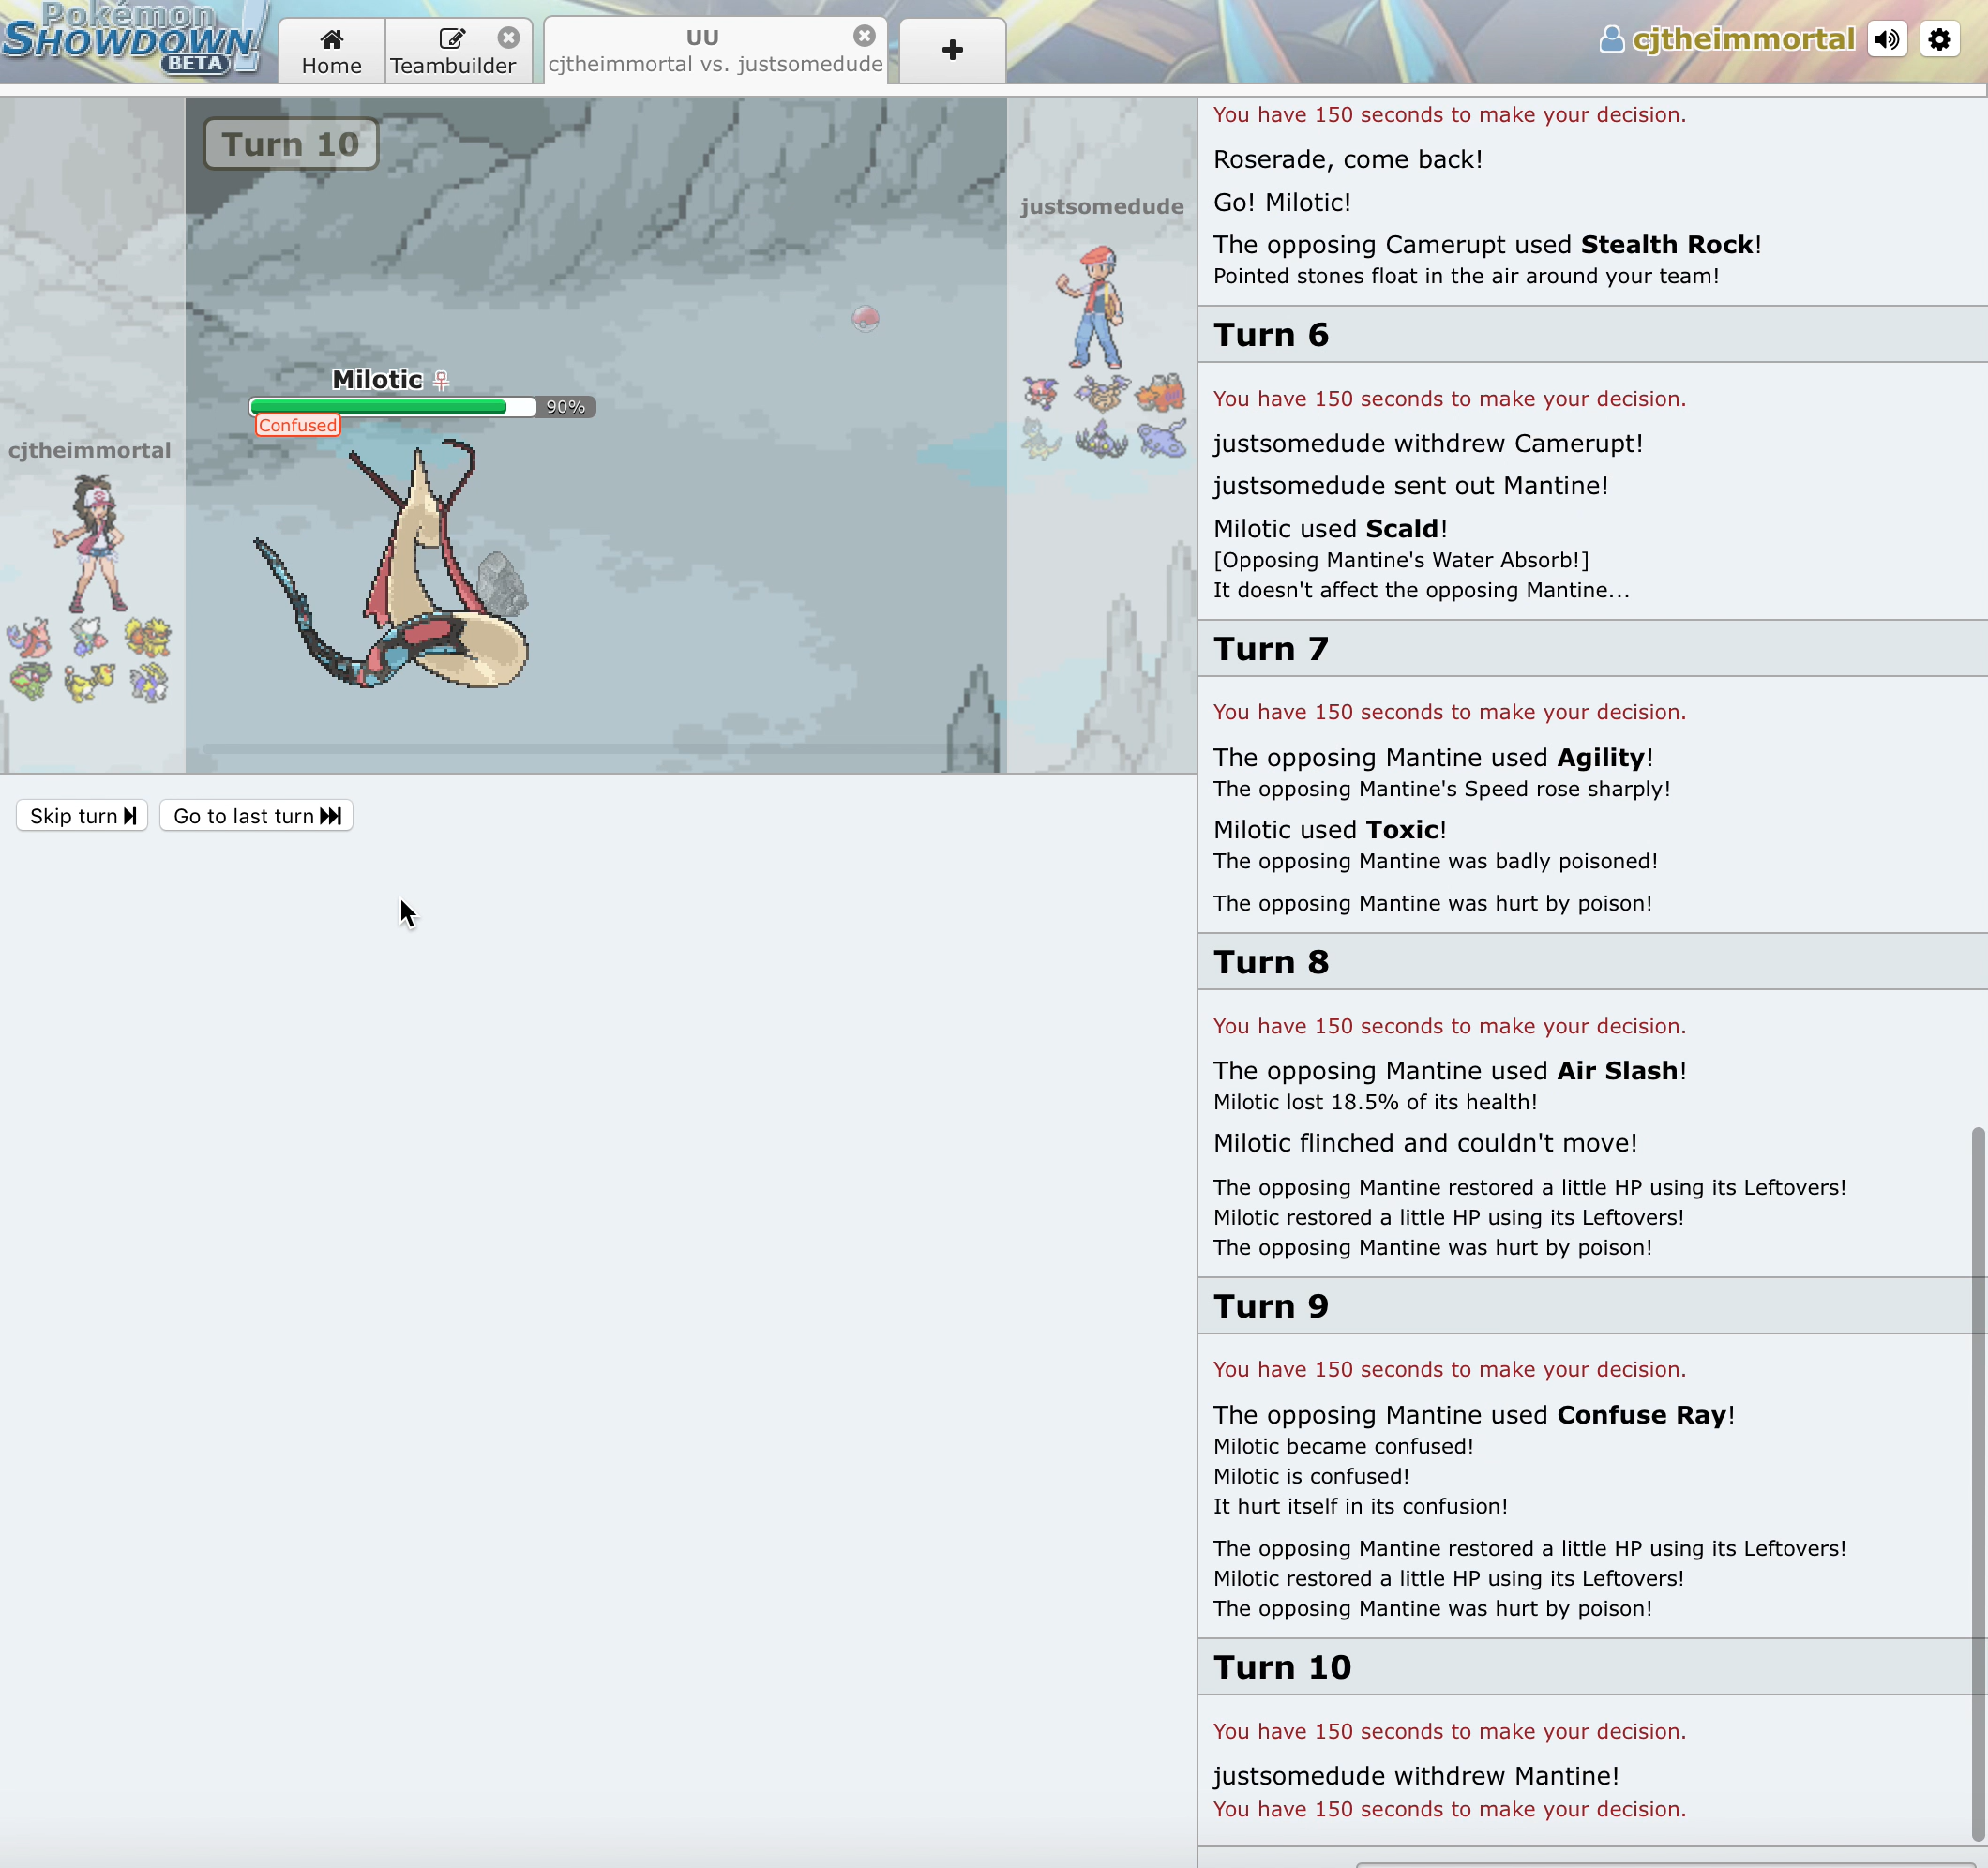 Pokémon
SHOWDOWN!
BETA
Home
Teambuilder
UU
cjtheimmortal vs. justsomedude
cjtheimmortal
Turn 10
justsomedude
Milotic ♀
90%
Confused
cjtheimmortal
Skip turn
Go to last turn
You have 150 seconds to make your decision.
Roserade, come back!
Go! Milotic!
The opposing Camerupt used Stealth Rock!
Pointed stones float in the air around your team!
Turn 6
You have 150 seconds to make your decision.
justsomedude withdrew Camerupt!
justsomedude sent out Mantine!
Milotic used Scald!
[Opposing Mantine's Water Absorb!]
It doesn't affect the opposing Mantine...
Turn 7
You have 150 seconds to make your decision.
The opposing Mantine used Agility!
The opposing Mantine's Speed rose sharply!
Milotic used Toxic!
The opposing Mantine was badly poisoned!
The opposing Mantine was hurt by poison!
Turn 8
You have 150 seconds to make your decision.
The opposing Mantine used Air Slash!
Milotic lost 18.5% of its health!
Milotic flinched and couldn't move!
The opposing Mantine restored a little HP using its Leftovers!
Milotic restored a little HP using its Leftovers!
The opposing Mantine was hurt by poison!
Turn 9
You have 150 seconds to make your decision.
The opposing Mantine used Confuse Ray!
Milotic became confused!
Milotic is confused!
It hurt itself in its confusion!
The opposing Mantine restored a little HP using its Leftovers!
Milotic restored a little HP using its Leftovers!
The opposing Mantine was hurt by poison!
Turn 10
You have 150 seconds to make your decision.
justsomedude withdrew Mantine!
You have 150 seconds to make your decision.